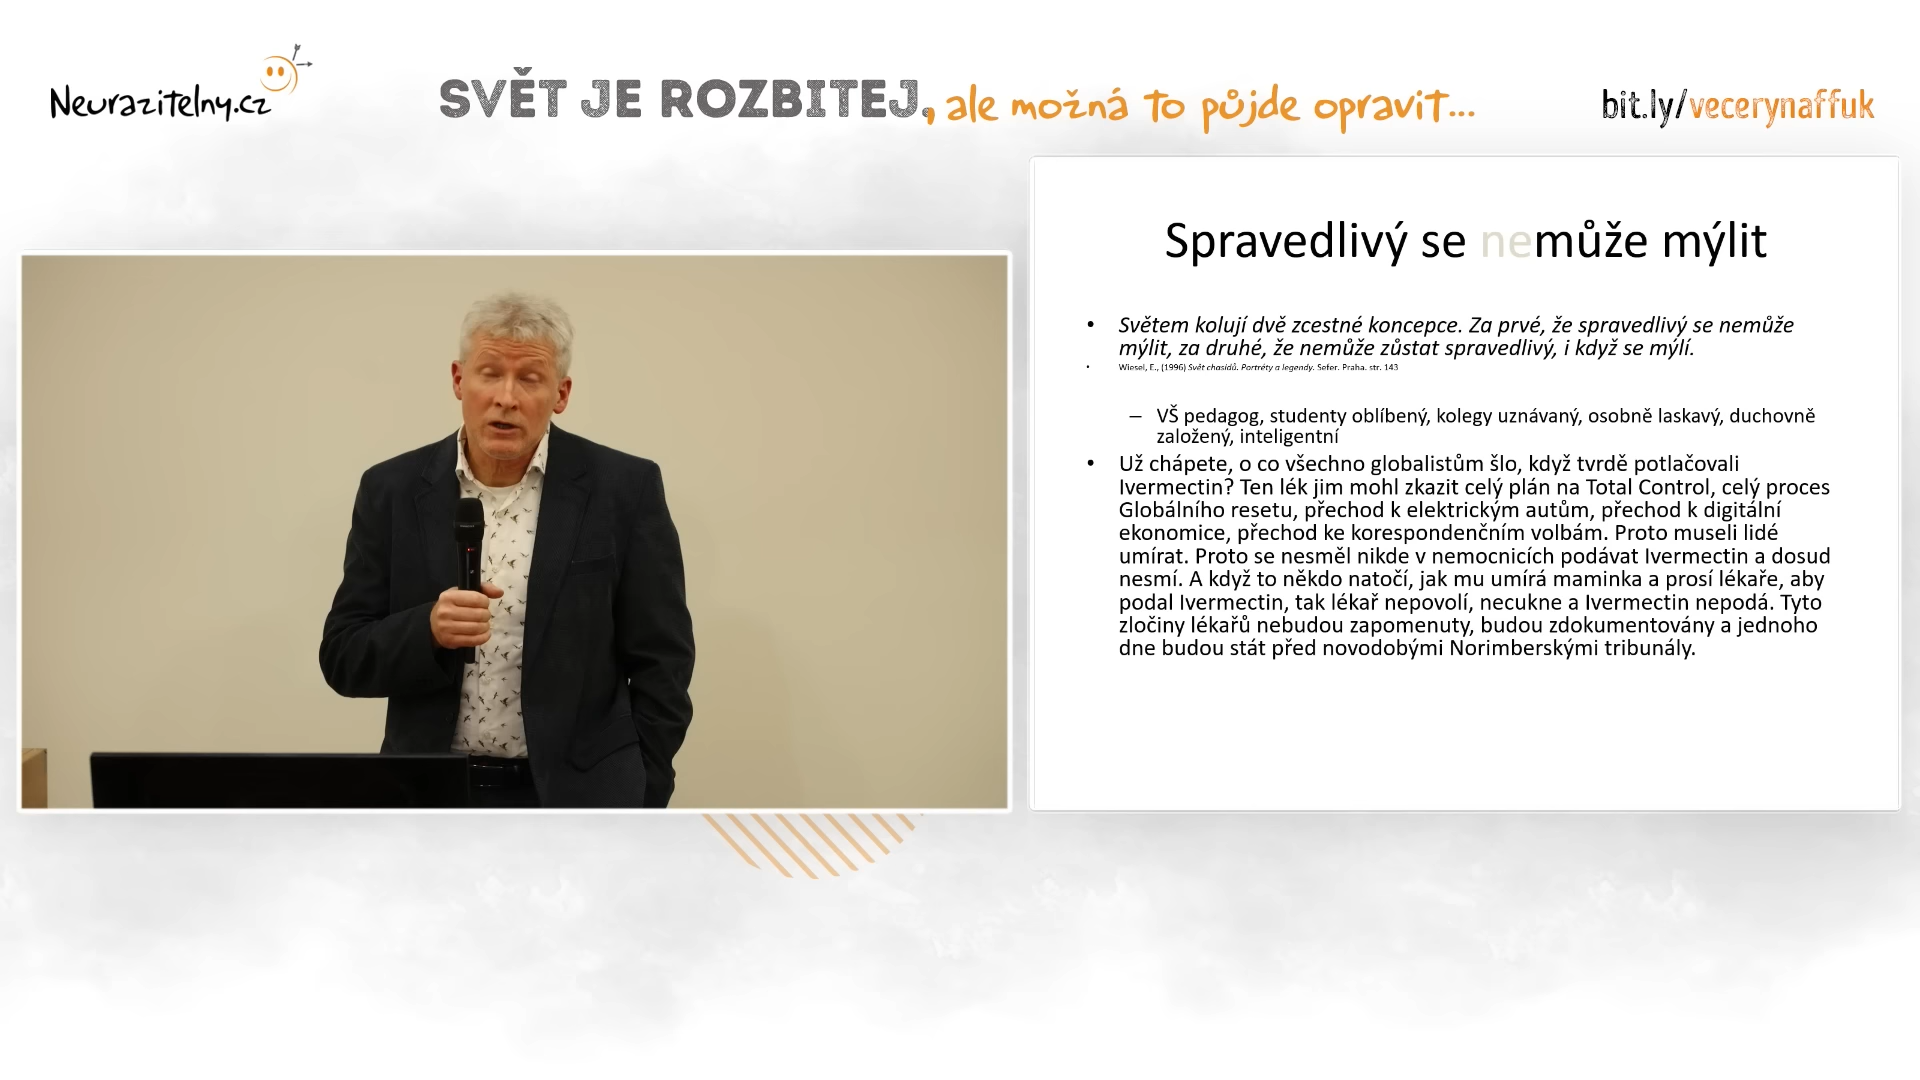 Neurazitelny.cz
SVĚT JE ROZBITEJ, ale možná to půjde opravit...
bit.ly/vecerynaffuk
Spravedlivý se nemůže mýlit
• Světem kolují dvě zcestné koncepce. Za prvé, že spravedlivý se nemůže
mýlit, za druhé, že nemůže zůstat spravedlivý, i když se mýlí.
• Wiesel, E., (1996) Svět chasidů. Portréty a legendy. Sefer. Praha. str. 143
– VŠ pedagog, studenty oblíbený, kolegy uznávaný, osobně laskavý, duchovně
založený, inteligentní
• Už chápete, o co všechno globalistům šlo, když tvrdě potlačovali
Ivermectin? Ten lék jim mohl zkazit celý plán na Total Control, celý proces
Globálního resetu, přechod k elektrickým autům, přechod k digitální
ekonomice, přechod ke korespondenčním volbám. Proto museli lidé
umírat. Proto se nesměl nikde v nemocnicích podávat Ivermectin a dosud
nesmí. A když to někdo natočí, jak mu umírá maminka a prosí lékaře, aby
podal Ivermectin, tak lékař nepovolí, necukne a Ivermectin nepodá. Tyto
zločiny lékařů nebudou zapomenuty, budou zdokumentovány a jednoho
dne budou stát před novodobými Norimberskými tribunály.